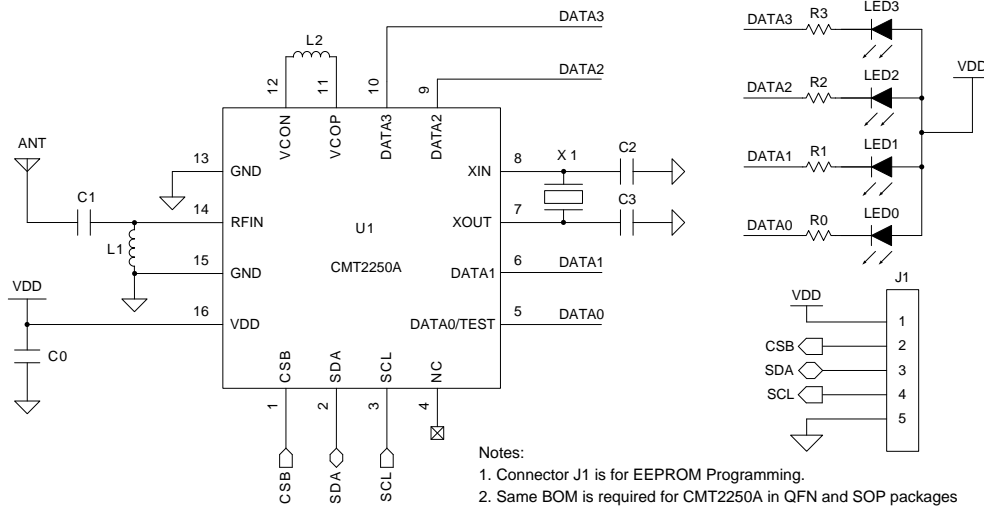 L2
DATA3
DATA2
12
11
10
9
VCON
VCOP
DATA3
DATA2
ANT
13
GND
C1
14
RFIN
L1
15
GND
VDD
16
VDD
C0
U1
CMT2250A
XIN
8
X 1
C2
XOUT
7
C3
DATA1
6
DATA1
DATA0/TEST
5
DATA0
CSB
SDA
SCL
NC
1
2
3
4
CSB
SDA
SCL
LED3
DATA3
R3
LED2
DATA2
R2
VDD
LED1
DATA1
R1
LED0
DATA0
R0
J1
VDD
1
CSB
2
SDA
3
SCL
4
5
Notes:
1. Connector J1 is for EEPROM Programming.
2. Same BOM is required for CMT2250A in QFN and SOP packages